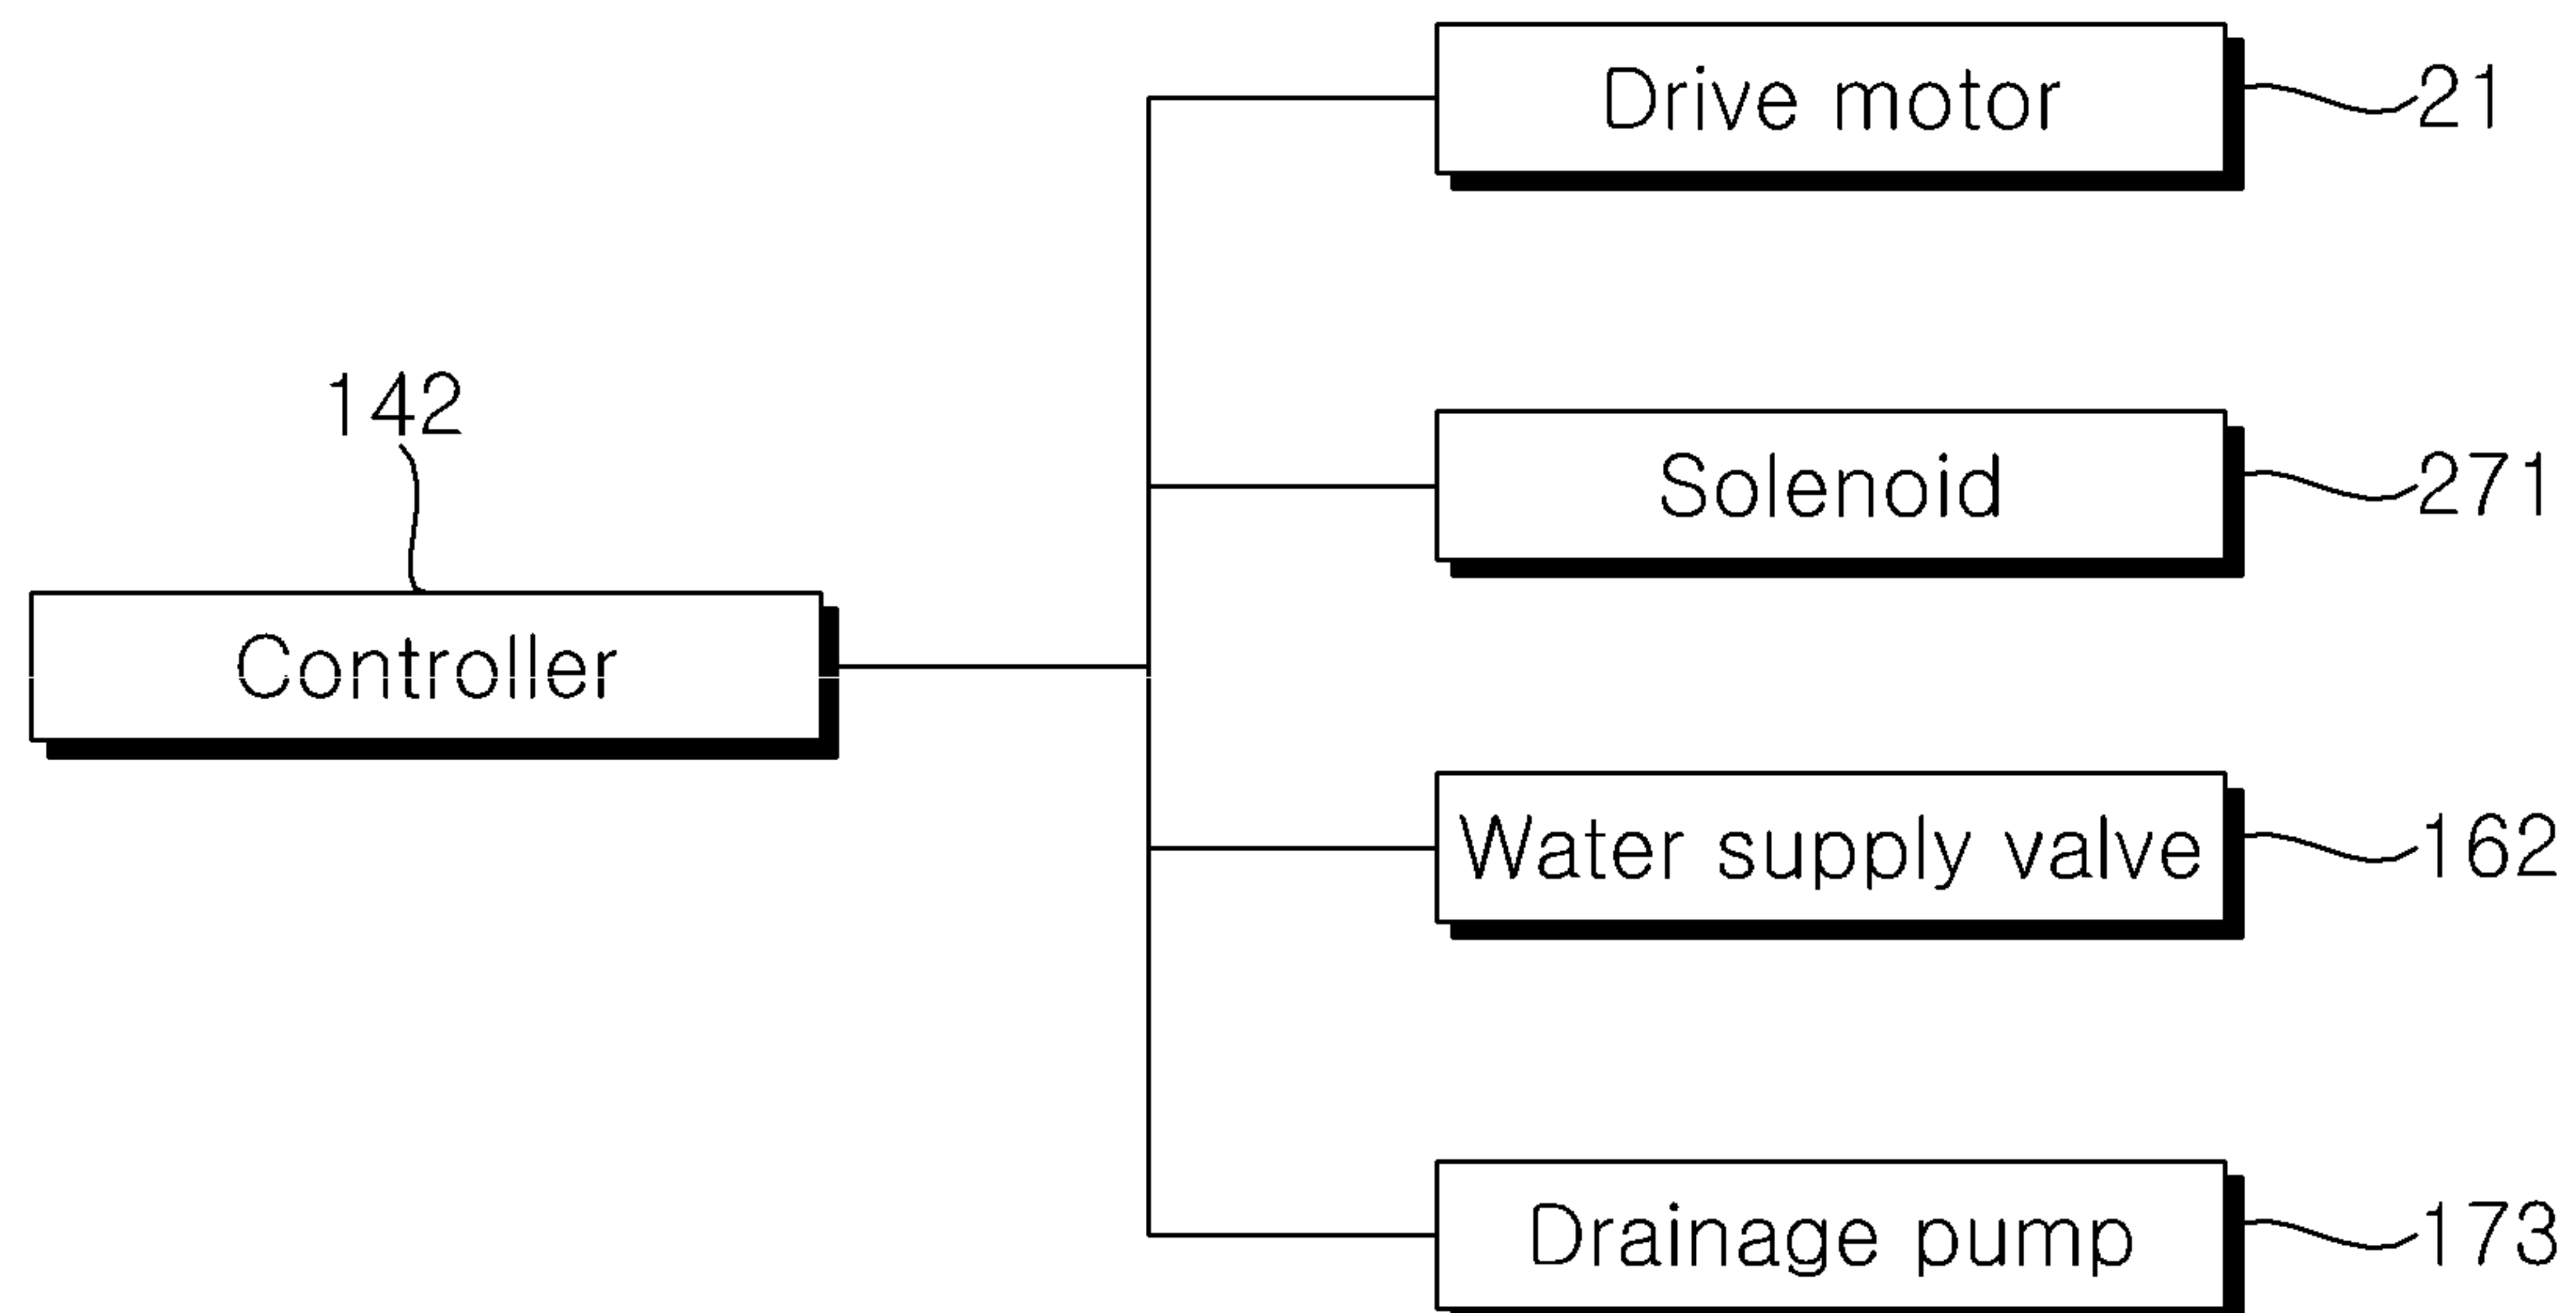 Drive motor 21
142
Solenoid 271
Controller
Water supply valve 162
Drainage pump 173